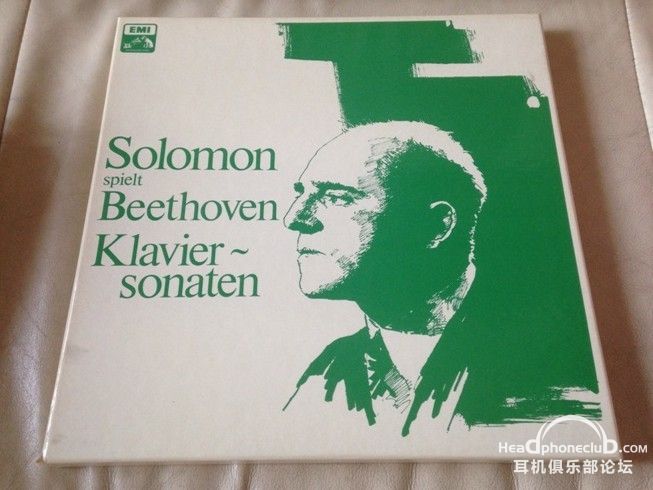 EMI
Solomon
spielt
Beethoven
Klavier~
sonaten
HeadphoneClub.com
耳机俱乐部论坛